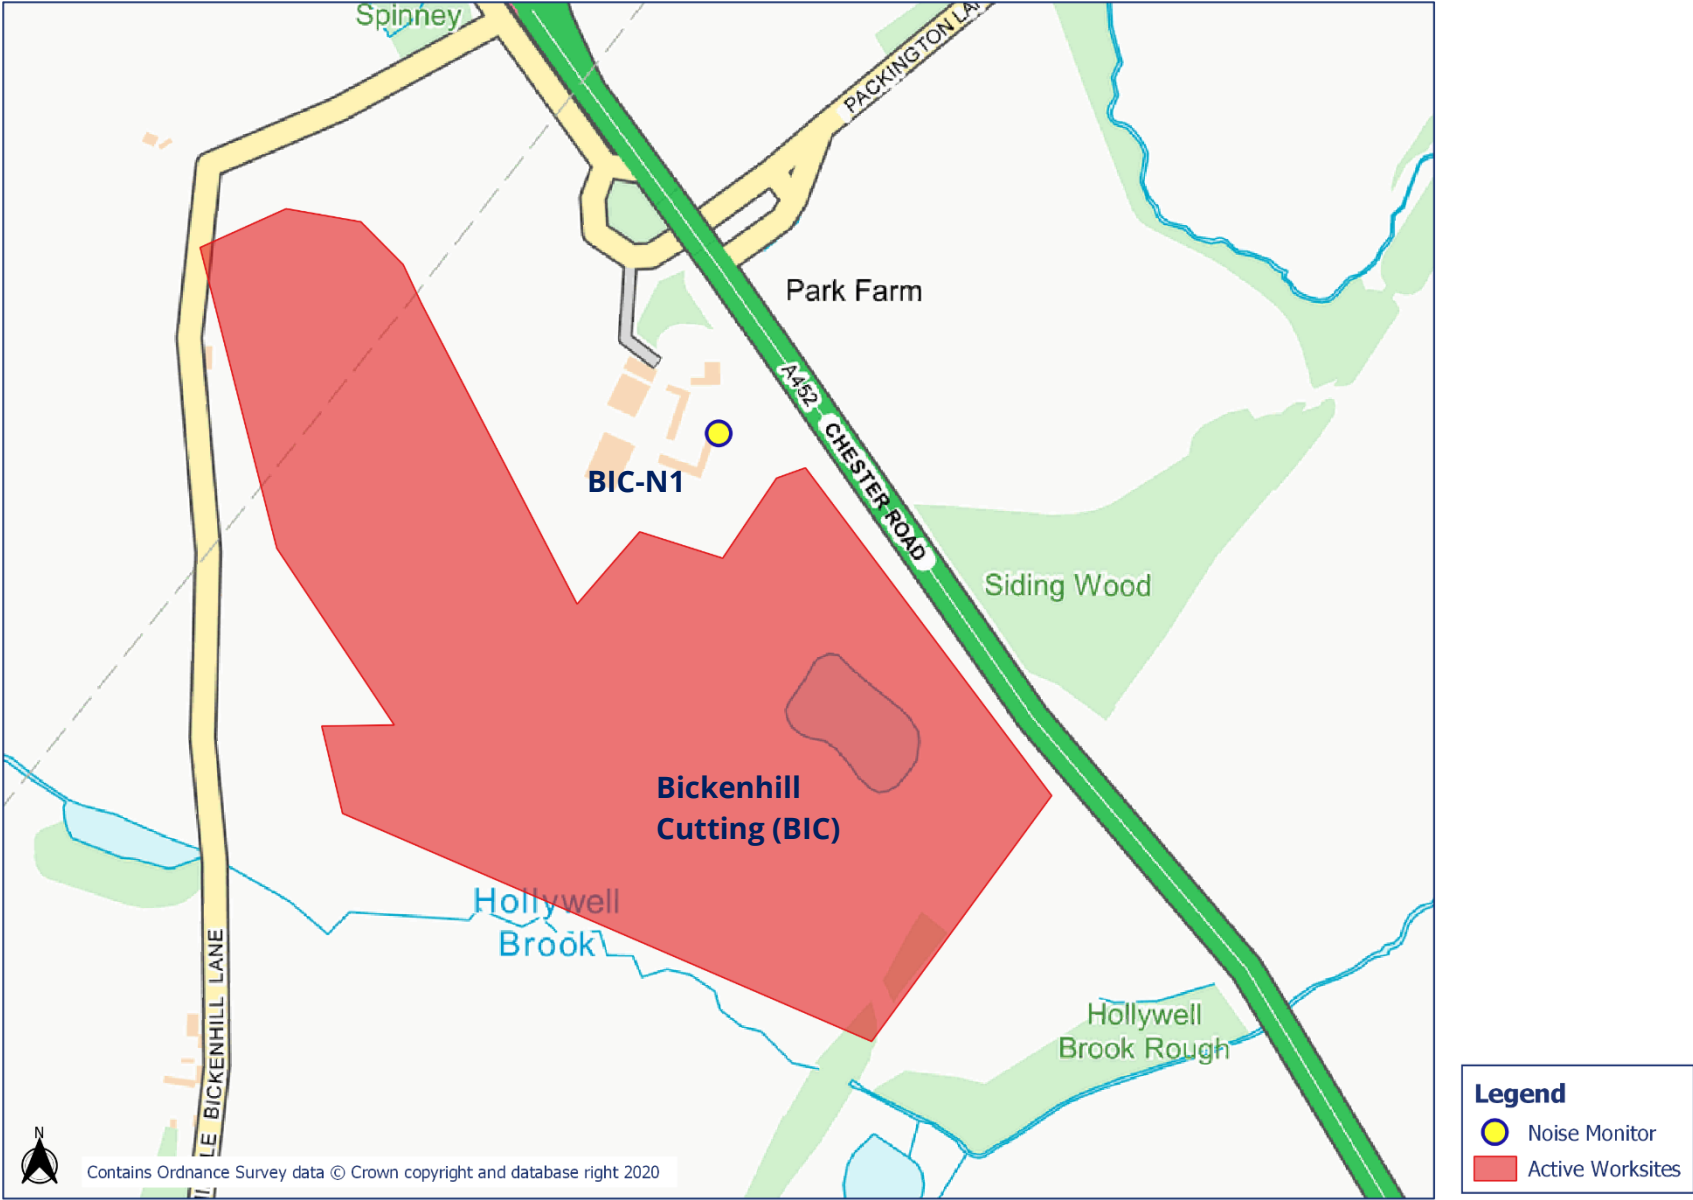 Spinney
PACKINGTON LA
Park Farm
A452
CHESTER ROAD
BIC-N1
Siding Wood
Bickenhill
Cutting (BIC)
Hollywell
Brook
BICKENHILL LANE
Hollywell
Brook Rough
N
Contains Ordnance Survey data © Crown copyright and database right 2020
Legend
Noise Monitor
Active Worksites